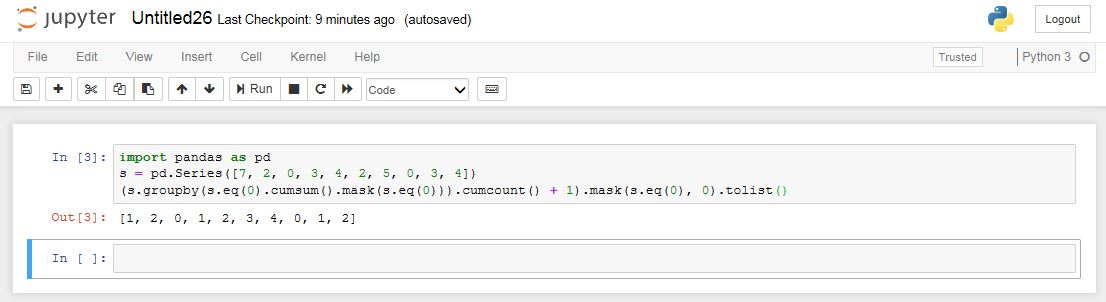 jupyter Untitled26 Last Checkpoint: 9 minutes ago (autosaved) Logout
File Edit View Insert Cell Kernel Help Trusted Python 3
Run Code
In [3]: import pandas as pd
s = pd.Series([7, 2, 0, 3, 4, 2, 5, 0, 3, 4])
(s.groupby(s.eq(0).cumsum().mask(s.eq(0))).cumcount() + 1).mask(s.eq(0), 0).tolist()
Out[3]: [1, 2, 0, 1, 2, 3, 4, 0, 1, 2]
In [ ]: